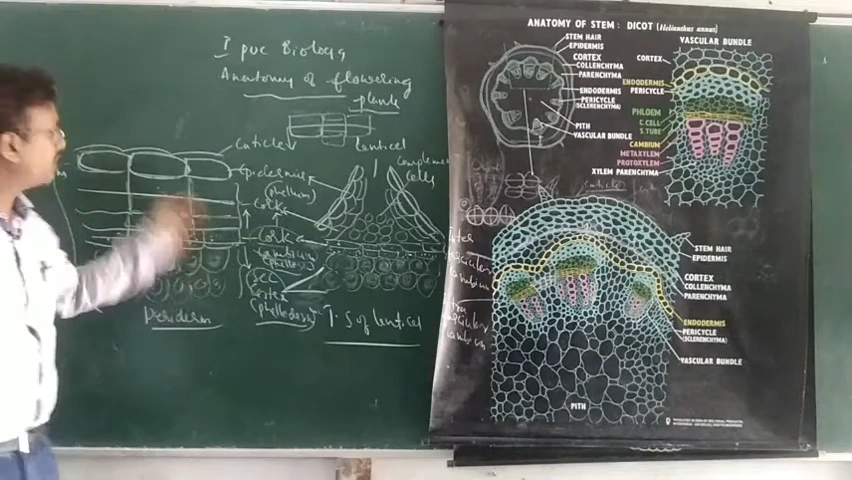 I puc Biology
Anatomy of flowering
plants
Cuticle
Lenticel
Complementary
cells
Epidermis
(phellum)
Cork
Cork
Cambium
SCC
Cortex
(phelloderm)
Periderm
T.S of lenticel
Cambium
ANATOMY OF STEM : DICOT (Helianthus annus)
STEM HAIR
EPIDERMIS
CORTEX
COLLENCHYMA
PARENCHYMA
ENDODERMIS
PERICYCLE
(SCLERENCHYMA)
PITH
VASCULAR BUNDLE
VASCULAR BUNDLE
CORTEX
ENDODERMIS
PERICYCLE
PHLOEM
C.CELL
S.TUBE
CAMBIUM
METAXYLEM
PROTOXYLEM
XYLEM PARENCHYMA
STEM HAIR
EPIDERMIS
CORTEX
COLLENCHYMA
PARENCHYMA
ENDODERMIS
PERICYCLE
(SCLERENCHYMA)
VASCULAR BUNDLE
PITH